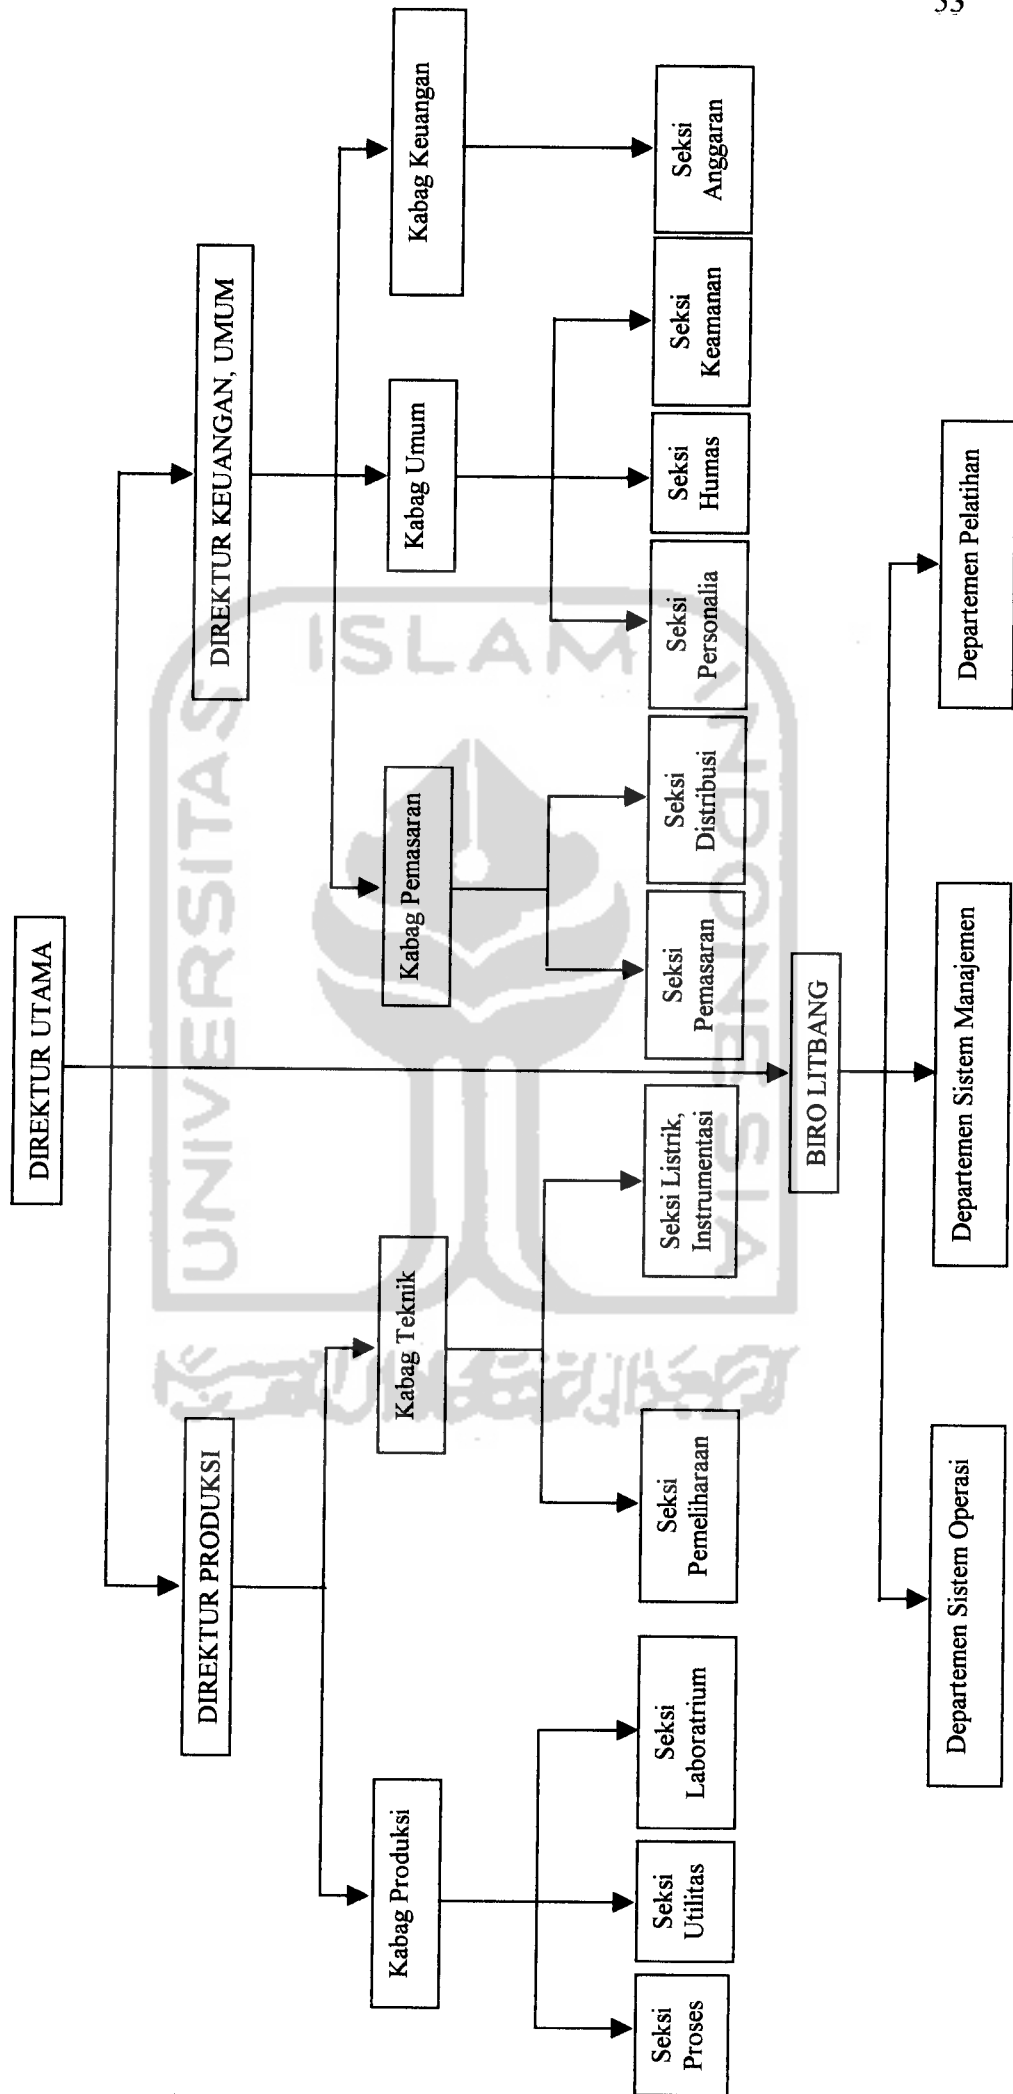 53
DIREKTUR UTAMA
DIREKTUR PRODUKSI
DIREKTUR KEUANGAN, UMUM
Kabag Produksi
Kabag Teknik
Kabag Pemasaran
Kabag Umum
Kabag Keuangan
Seksi
Proses
Seksi
Utilitas
Seksi
Laboratrium
Seksi
Pemeliharaan
Seksi Listrik,
Instrumentasi
Seksi
Pemasaran
Seksi
Distribusi
Seksi
Personalia
Seksi
Humas
Seksi
Keamanan
Seksi
Anggaran
BIRO LITBANG
Departemen Sistem Operasi
Departemen Sistem Manajemen
Departemen Pelatihan
UNIVERSITAS
ISLAM
INDONESIA